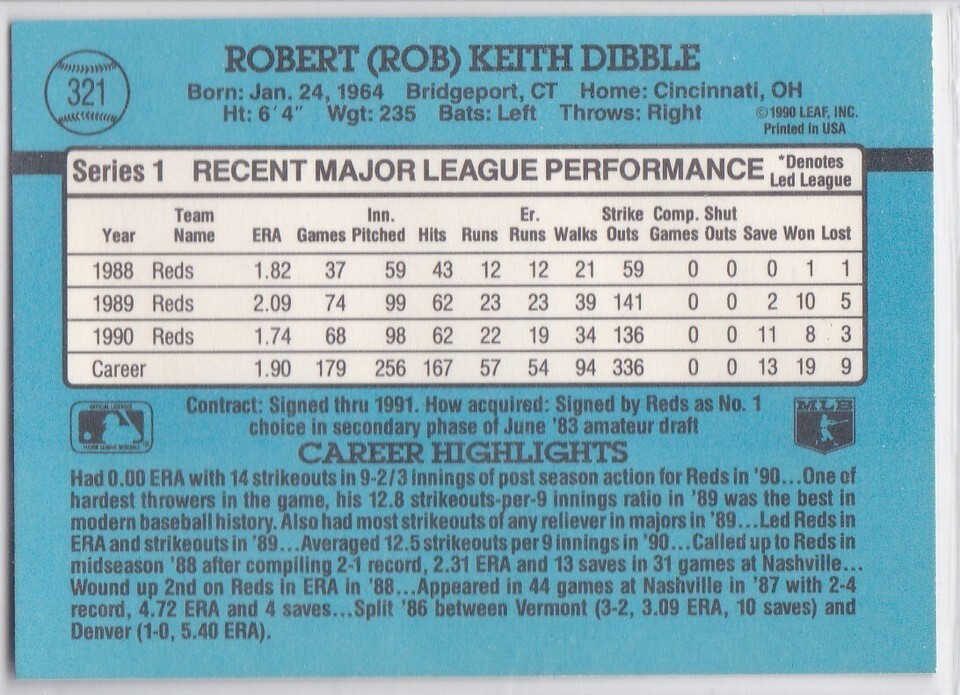 321
ROBERT (ROB) KEITH DIBBLE
Born: Jan. 24, 1964 Bridgeport, CT Home: Cincinnati, OH
Ht: 6'4" Wgt: 235 Bats: Left Throws: Right
©1990 LEAF, INC.
Printed in USA
Series 1 RECENT MAJOR LEAGUE PERFORMANCE
*Denotes
Led League
Year Team Name ERA Games Inn. Pitched Hits Runs Er. Runs Walks Strike Outs Comp. Games Shut Outs Save Won Lost
1988 Reds 1.82 37 59 43 12 12 21 59 0 0 0 1 1
1989 Reds 2.09 74 99 62 23 23 39 141 0 0 2 10 5
1990 Reds 1.74 68 98 62 22 19 34 136 0 0 11 8 3
Career 1.90 179 256 167 57 54 94 336 0 0 13 19 9
Contract: Signed thru 1991. How acquired: Signed by Reds as No. 1
choice in secondary phase of June '83 amateur draft
MLB
CAREER HIGHLIGHTS
Had 0.00 ERA with 14 strikeouts in 9-2/3 innings of post season action for Reds in '90...One of
hardest throwers in the game, his 12.8 strikeouts-per-9 innings ratio in '89 was the best in
modern baseball history. Also had most strikeouts of any reliever in majors in '89...Led Reds in
ERA and strikeouts in '89...Averaged 12.5 strikeouts per 9 innings in '90...Called up to Reds in
midseason '88 after compiling 2-1 record, 2.31 ERA and 13 saves in 31 games at Nashville...
Wound up 2nd on Reds in ERA in '88...Appeared in 44 games at Nashville in '87 with 2-4
record, 4.72 ERA and 4 saves...Split '86 between Vermont (3-2, 3.09 ERA, 10 saves) and
Denver (1-0, 5.40 ERA).